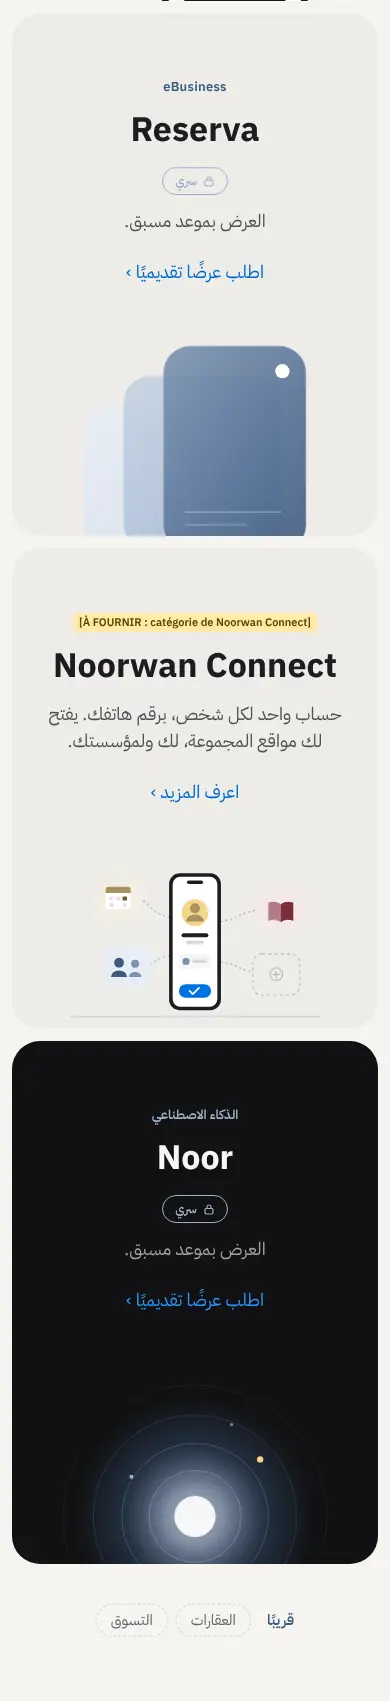 eBusiness
Reserva
سري
العرض بموعد مسبق.
اطلب عرضًا تقديميًا ›
[À FOURNIR : catégorie de Noorwan Connect]
Noorwan Connect
حساب واحد لكل شخص، برقم هاتفك. يفتح
لك مواقع المجموعة، لك ولمؤسستك.
اعرف المزيد ›
الذكاء الاصطناعي
Noor
سري
العرض بموعد مسبق.
اطلب عرضًا تقديميًا ›
قريبًا العقارات التسوق